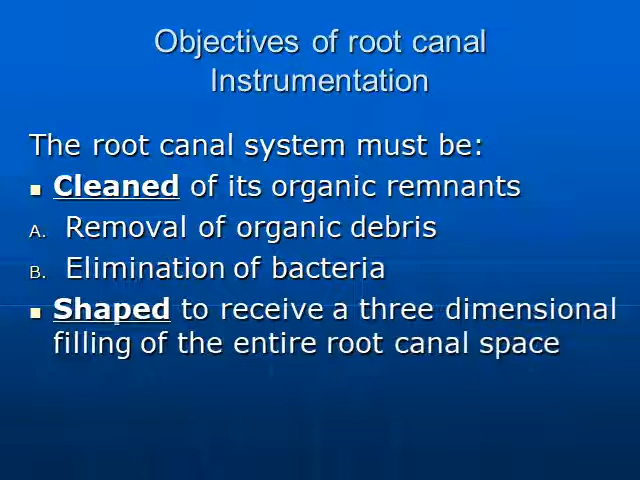 Objectives of root canal
Instrumentation
The root canal system must be:
■ Cleaned of its organic remnants
A. Removal of organic debris
B. Elimination of bacteria
■ Shaped to receive a three dimensional
filling of the entire root canal space